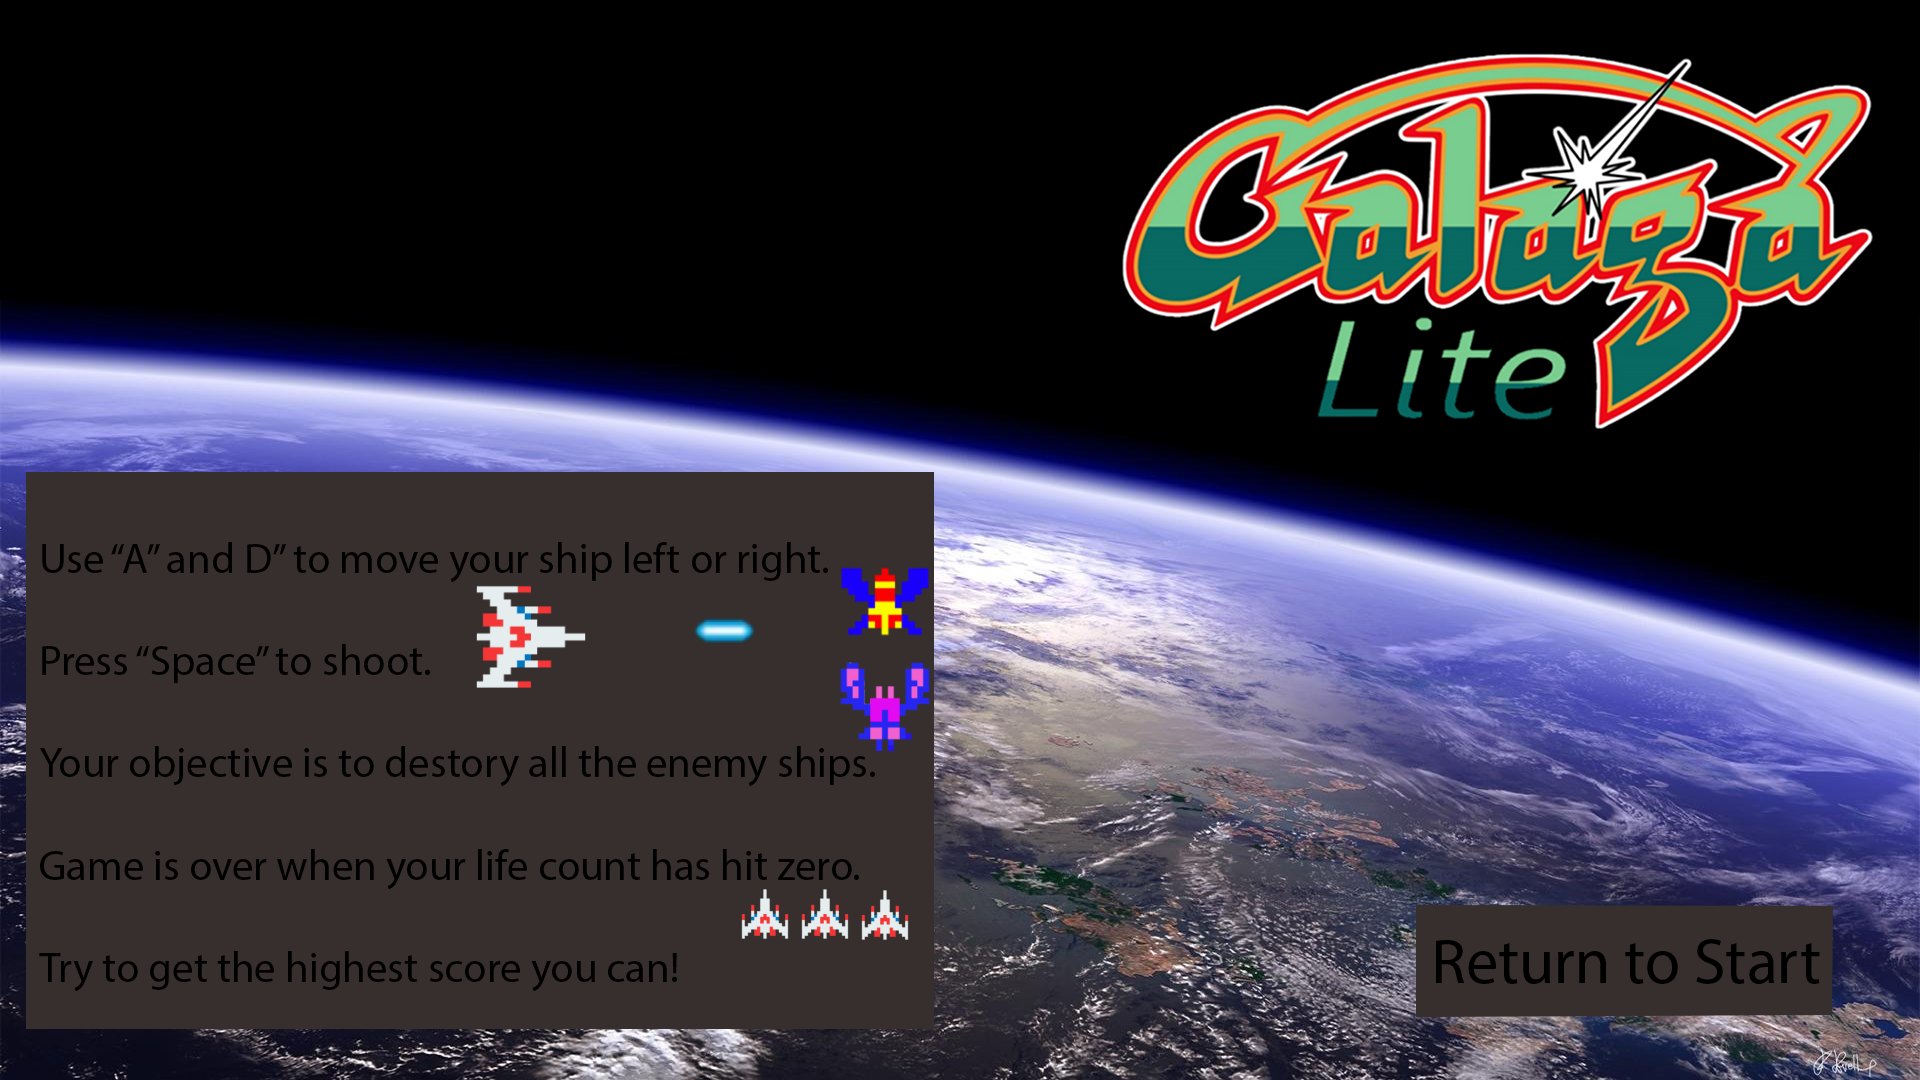 Galaga
Lite
Use “A” and D” to move your ship left or right.
Press “Space” to shoot.
Your objective is to destory all the enemy ships.
Game is over when your life count has hit zero.
Try to get the highest score you can!
Return to Start